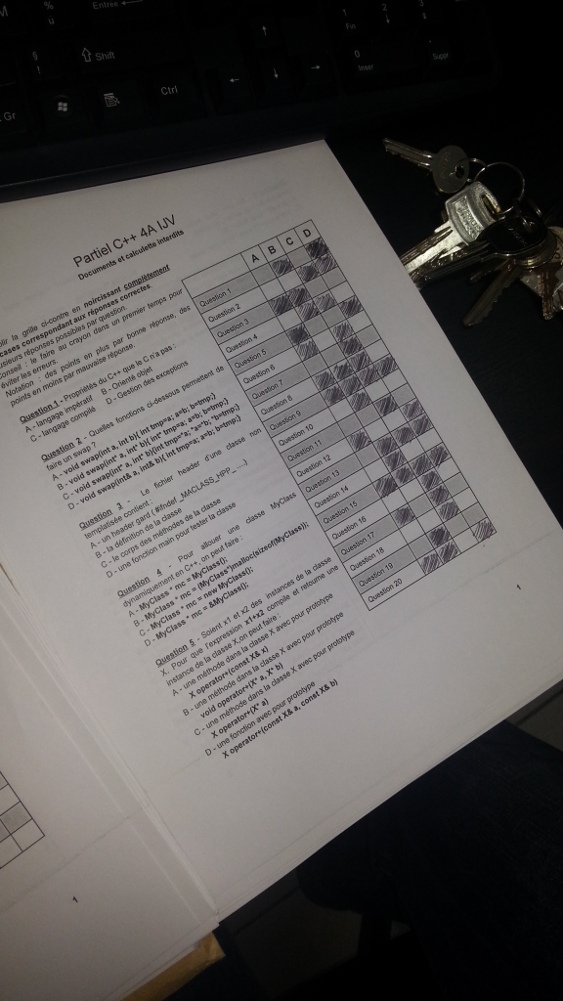 M
%
ù
Entrée
§
!
Shift
Gr
Ctrl
1
Fin
2
3
0
Inser
.
Suppr
Partiel C++ 4A IJV
Documents et calculette interdits
la grille ci-contre en noircissant complètement
cases correspondant aux réponses correctes
réponses possibles par question.
: le faire au crayon dans un premier temps pour
éviter les erreurs.
Notation : des points en plus par bonne réponse, des
points en moins par mauvaise réponse.
Question 1 - Propriétés du C++ que le C n'a pas :
A - langage impératif B - Orienté objet
C - langage compilé D - Gestion des exceptions
Question 2 - Quelles fonctions ci-dessous permettent de
faire un swap ?
A - void swap(int a, int b){ int tmp=a; a=b; b=tmp;}
B - void swap(int* a, int* b){ int* tmp=a; a=b; b=tmp;}
C - void swap(int* a, int* b){int tmp=*a; *a=*b; *b=tmp;}
D - void swap(int& a, int& b){ int tmp=a; a=b; b=tmp;}
Question 3 - Le fichier header d'une classe non
templatisée contient :
A - un header gard ( #ifndef _MACLASS_HPP_ ...)
B - la définition de la classe
C - le corps des méthodes de la classe
D - une fonction main pour tester la classe
Question 4 - Pour allouer une classe MyClass
dynamiquement en C++, on peut faire :
A - MyClass * mc = MyClass();
B - MyClass * mc = (MyClass*)malloc(sizeof(MyClass));
C - MyClass * mc = new MyClass();
D - MyClass * mc = &MyClass();
Question 5 - Soient x1 et x2 des instances de la classe
X. Pour que l'expression x1+x2 compile et retourne une
instance de la classe X,on peut faire :
A - une méthode dans la classe X avec pour prototype
X operator+(const X& x)
B - une méthode dans la classe X avec pour prototype
void operator+(X* a, X* b)
C - une méthode dans la classe X avec pour prototype
X operator+(X* a)
D - une fonction avec pour prototype
X operator+(const X& a, const X& b)
A B C D
Question 1
Question 2
Question 3
Question 4
Question 5
Question 6
Question 7
Question 8
Question 9
Question 10
Question 11
Question 12
Question 13
Question 14
Question 15
Question 16
Question 17
Question 18
Question 19
Question 20
1
1